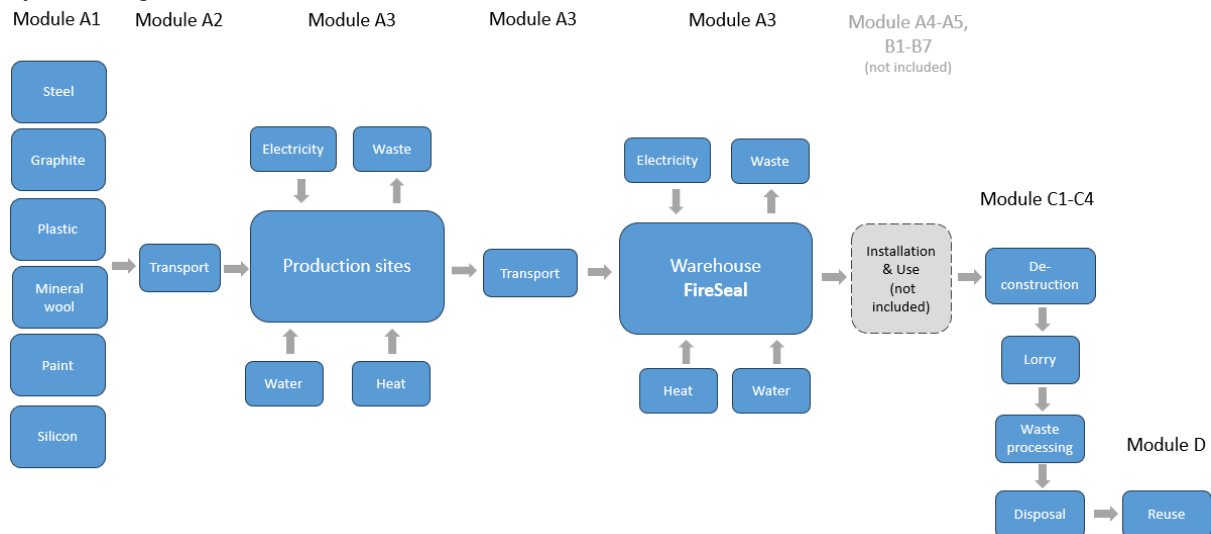 Module A1
Module A2
Module A3
Module A3
Module A3
Module A4-A5,
B1-B7
(not included)
Steel
Graphite
Plastic
Mineral
wool
Paint
Silicon
Transport
Electricity
Waste
Production sites
Water
Heat
Transport
Electricity
Waste
Warehouse
FireSeal
Heat
Water
Installation
& Use
(not
included)
Module C1-C4
De-
construction
Lorry
Waste
processing
Disposal
Module D
Reuse